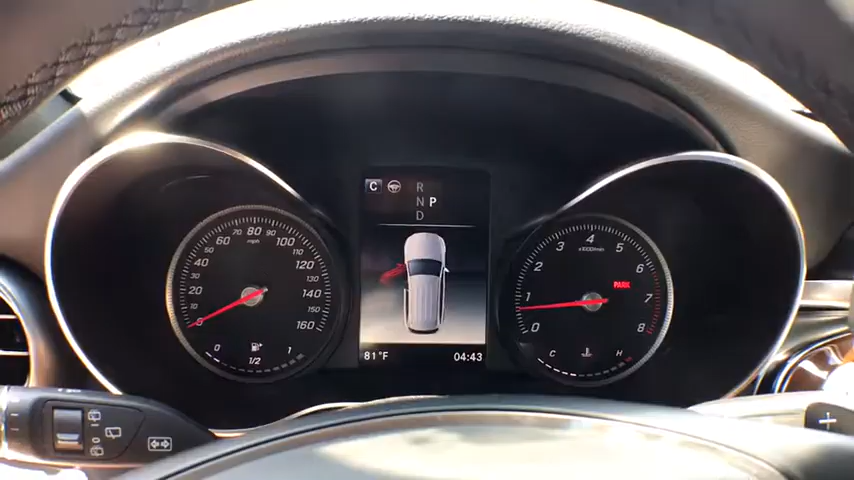 C R
N P
D
70 80 90
60 mph 100
50 110
40 120
30 130
20 140
10 150
0 160
0 1/2 1
81°F 04:43
4
3 x1000/min 5
2 6
PARK
1 7
0 8
C H
+